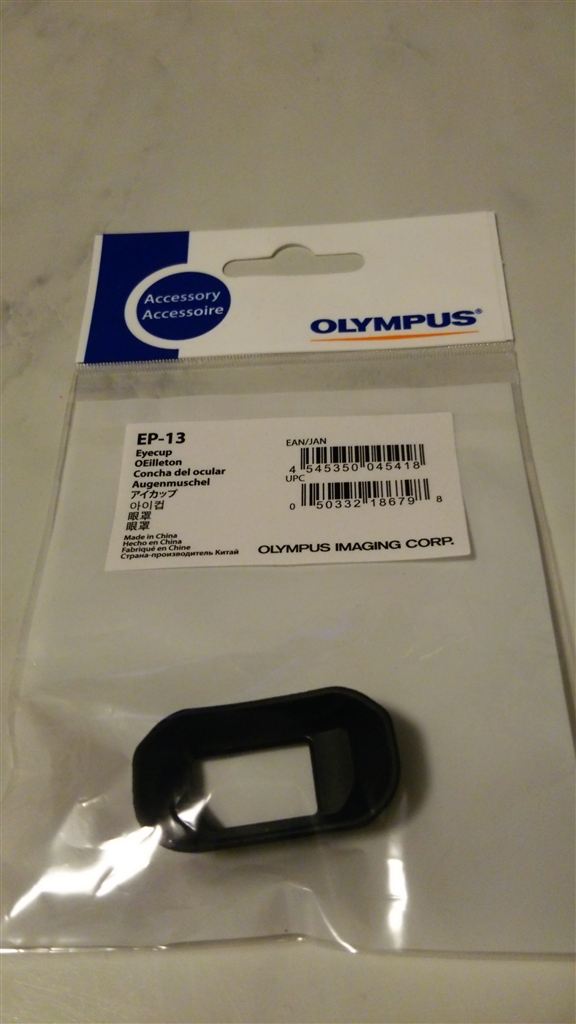 Accessory
Accessoire
OLYMPUS®
EP-13
Eyecup
OEilleton
Concha del ocular
Augenmuschel
アイカップ
아이컵
眼罩
眼罩
Made in China
Hecho en China
Fabriqué en Chine
Страна-производитель Китай
EAN/JAN
4 545350 045418
UPC
0 50332 18679 8
OLYMPUS IMAGING CORP.